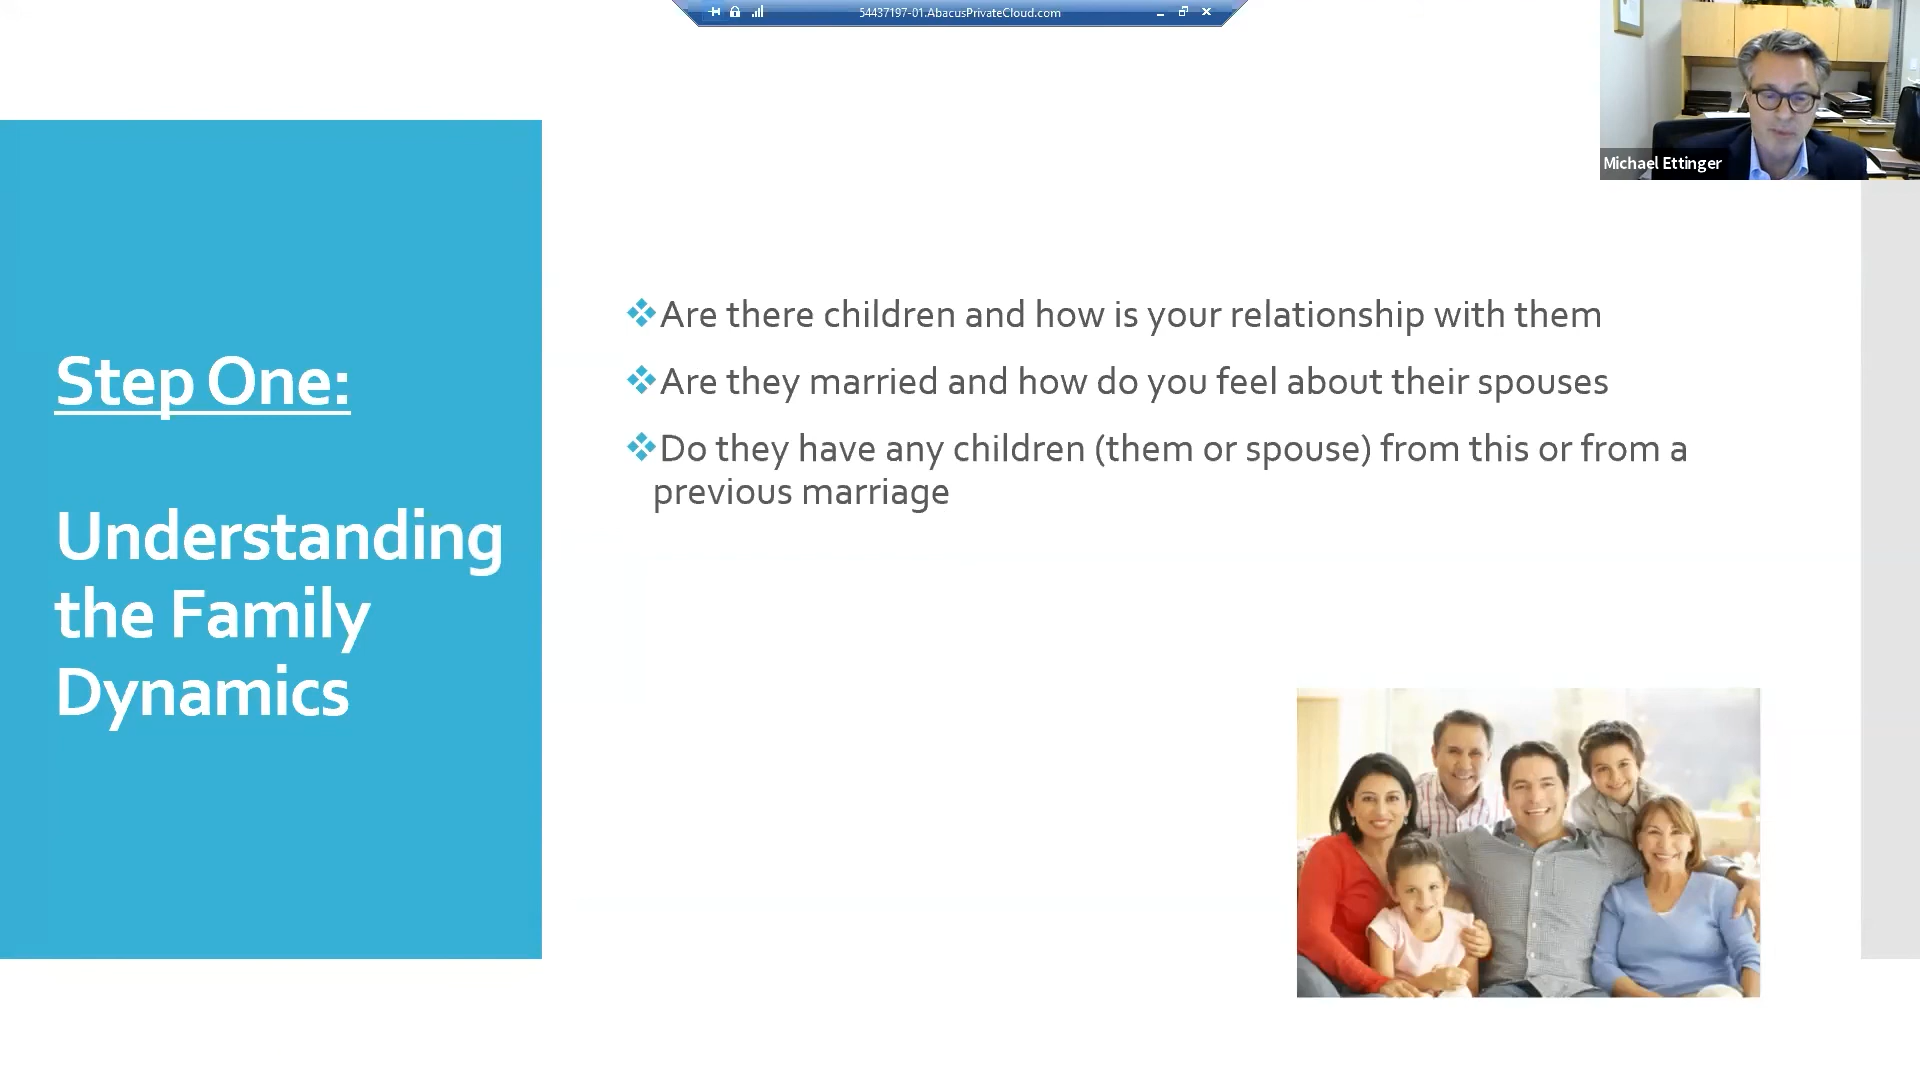 54437197-01.AbacusPrivateCloud.com
Michael Ettinger
Step One:
Understanding
the Family
Dynamics
Are there children and how is your relationship with them
Are they married and how do you feel about their spouses
Do they have any children (them or spouse) from this or from a
previous marriage